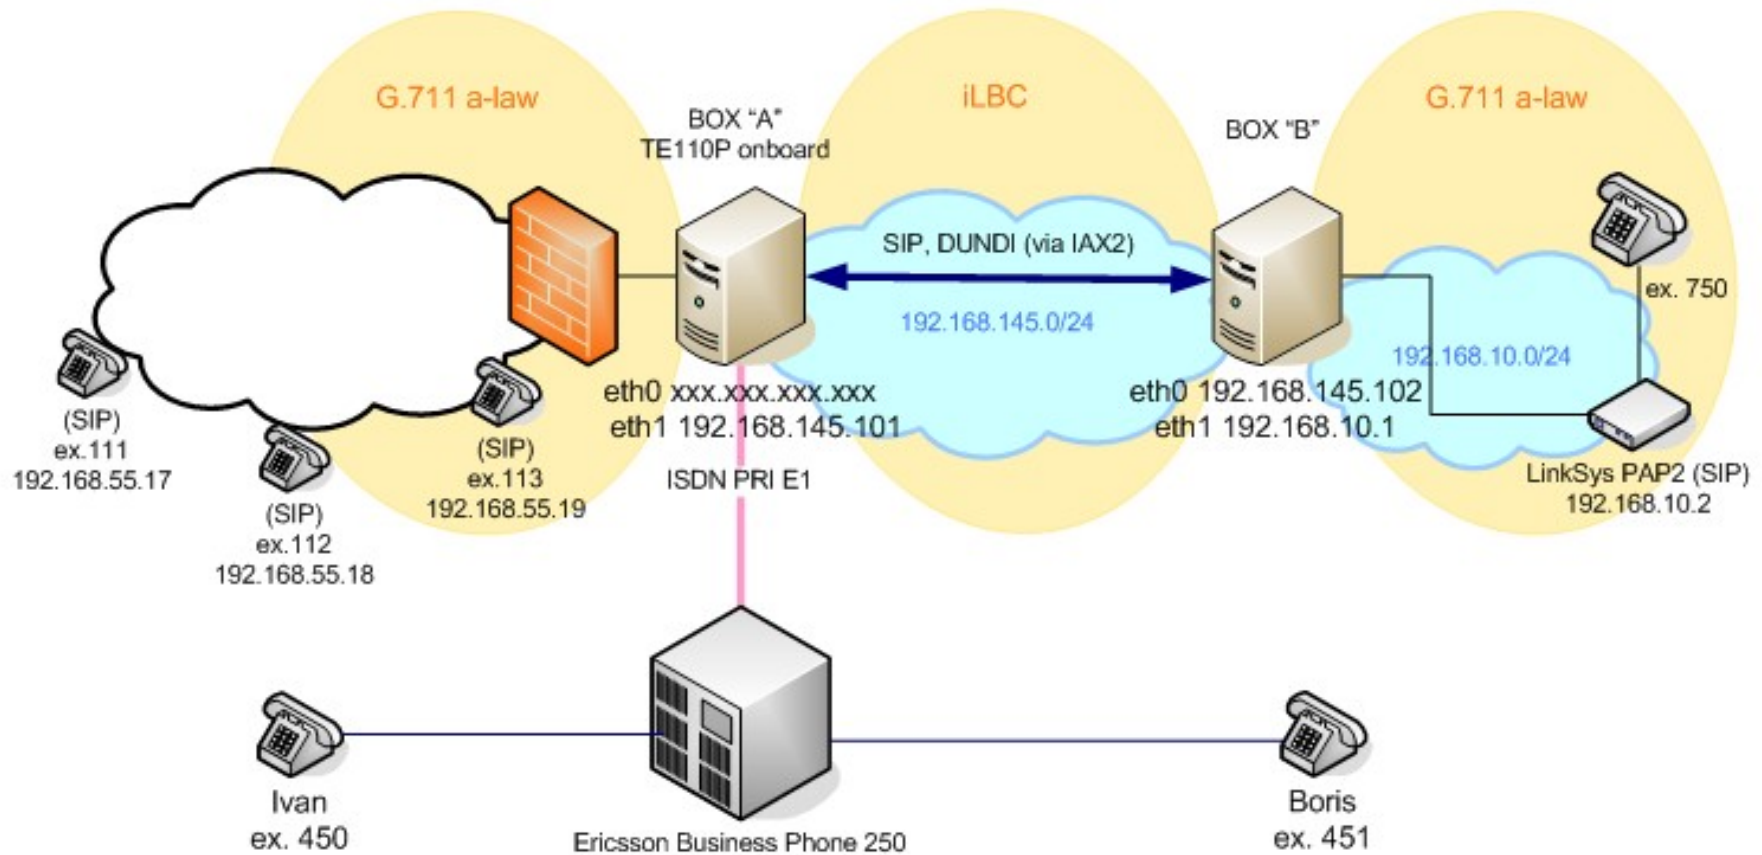 G.711 a-law
iLBC
G.711 a-law
BOX "A"
TE110P onboard
BOX "B"
SIP, DUNDI (via IAX2)
192.168.145.0/24
ex. 750
192.168.10.0/24
eth0 xxx.xxx.xxx.xxx
eth1 192.168.145.101
eth0 192.168.145.102
eth1 192.168.10.1
(SIP)
ex.111
192.168.55.17
(SIP)
ex.113
192.168.55.19
ISDN PRI E1
LinkSys PAP2 (SIP)
192.168.10.2
(SIP)
ex.112
192.168.55.18
Ivan
ex. 450
Ericsson Business Phone 250
Boris
ex. 451